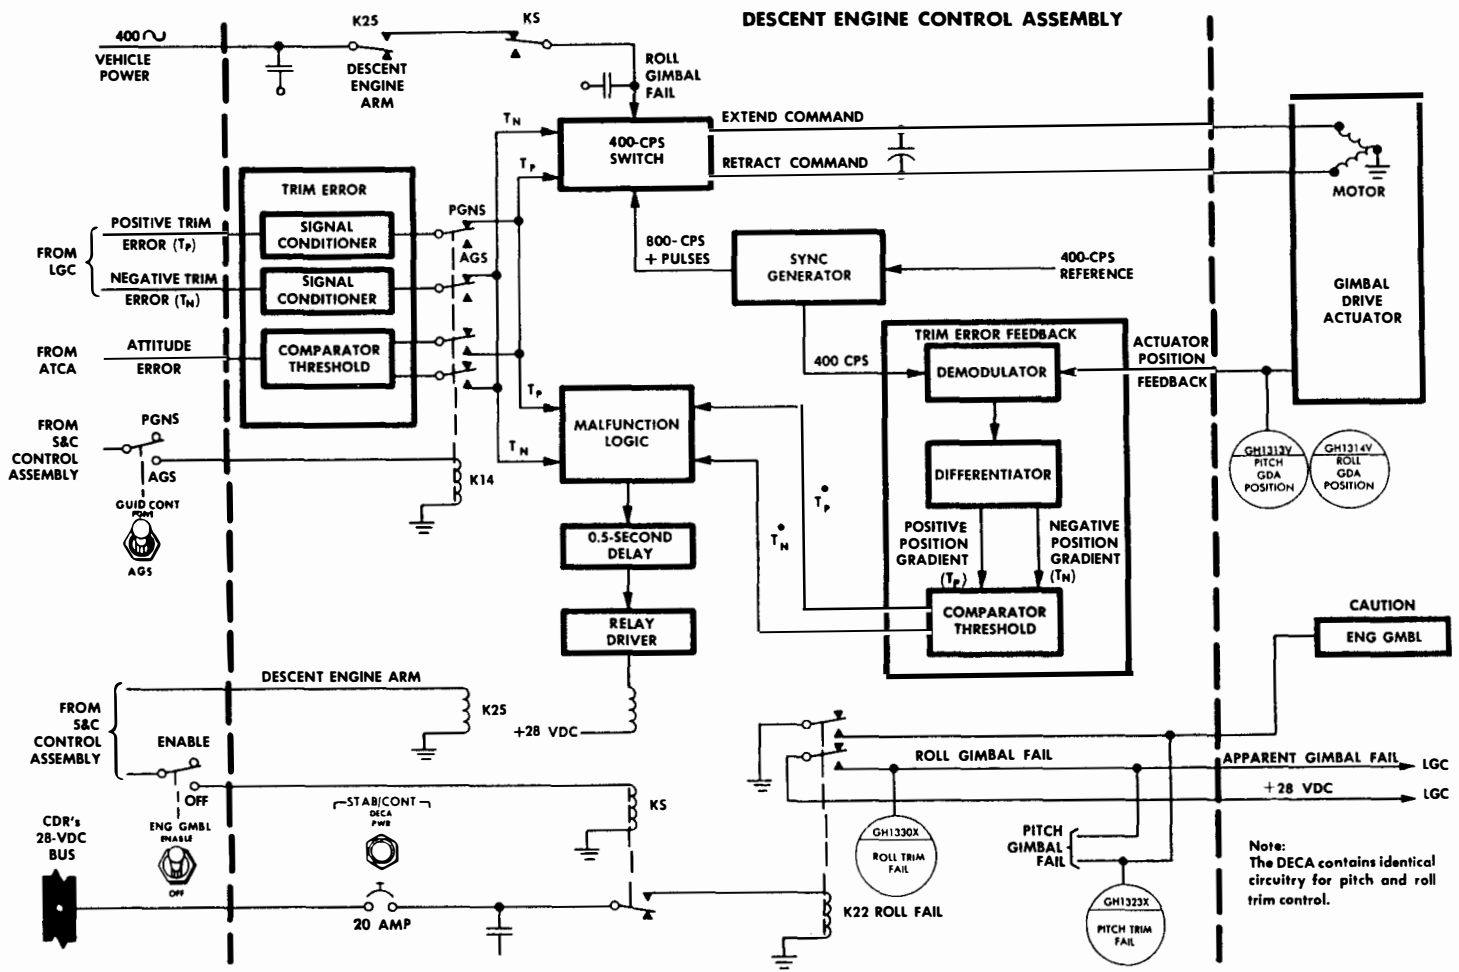 DESCENT ENGINE CONTROL ASSEMBLY
400∿
VEHICLE
POWER
K25
KS
DESCENT
ENGINE
ARM
ROLL
GIMBAL
FAIL
TN
TP
400-CPS
SWITCH
EXTEND COMMAND
RETRACT COMMAND
MOTOR
GIMBAL
DRIVE
ACTUATOR
TRIM ERROR
FROM
LGC
POSITIVE TRIM
ERROR (TP)
NEGATIVE TRIM
ERROR (TN)
SIGNAL
CONDITIONER
SIGNAL
CONDITIONER
PGNS
AGS
FROM
ATCA
ATTITUDE
ERROR
COMPARATOR
THRESHOLD
800-CPS
+ PULSES
SYNC
GENERATOR
400-CPS
REFERENCE
400 CPS
TRIM ERROR FEEDBACK
DEMODULATOR
ACTUATOR
POSITION
FEEDBACK
DIFFERENTIATOR
POSITIVE
POSITION
GRADIENT
(TP)
NEGATIVE
POSITION
GRADIENT
(TN)
COMPARATOR
THRESHOLD
GH1313V
PITCH
GDA
POSITION
GH1314V
ROLL
GDA
POSITION
FROM
S&C
CONTROL
ASSEMBLY
PGNS
AGS
GUID CONT
AGS
K14
TP
TN
MALFUNCTION
LOGIC
ṪP
ṪN
0.5-SECOND
DELAY
RELAY
DRIVER
+28 VDC
FROM
S&C
CONTROL
ASSEMBLY
DESCENT ENGINE ARM
K25
ENABLE
OFF
ENG GMBL
ENABLE
OFF
KS
STAB/CONT
DECA
PWR
CDR's
28-VDC
BUS
20 AMP
K22 ROLL FAIL
CAUTION
ENG GMBL
ROLL GIMBAL FAIL
APPARENT GIMBAL FAIL
LGC
+28 VDC
LGC
GH1330X
ROLL TRIM
FAIL
PITCH
GIMBAL
FAIL
GH1323X
PITCH TRIM
FAIL
Note:
The DECA contains identical
circuitry for pitch and roll
trim control.